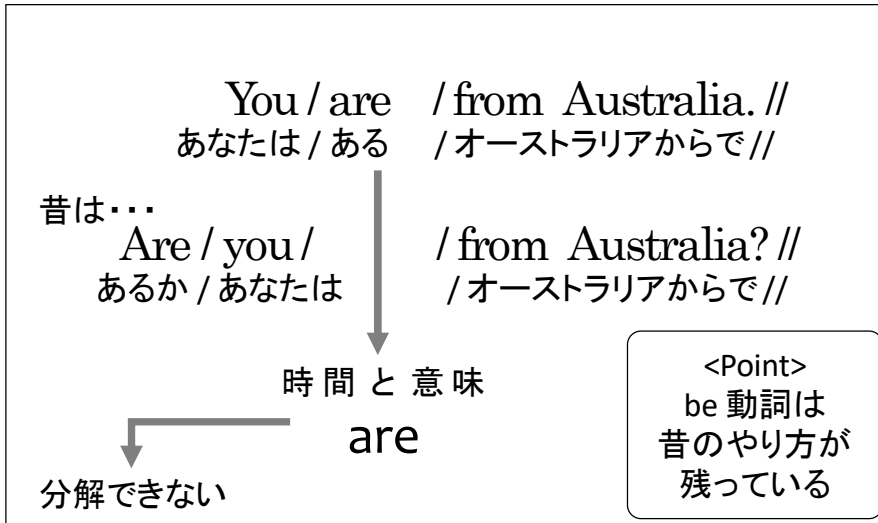 You / are / from Australia. //
あなたは / ある / オーストラリアからで //
昔は・・・
Are / you / / from Australia? //
あるか / あなたは / オーストラリアからで //
時間と意味
are
分解できない
<Point>
be 動詞は
昔のやり方が
残っている